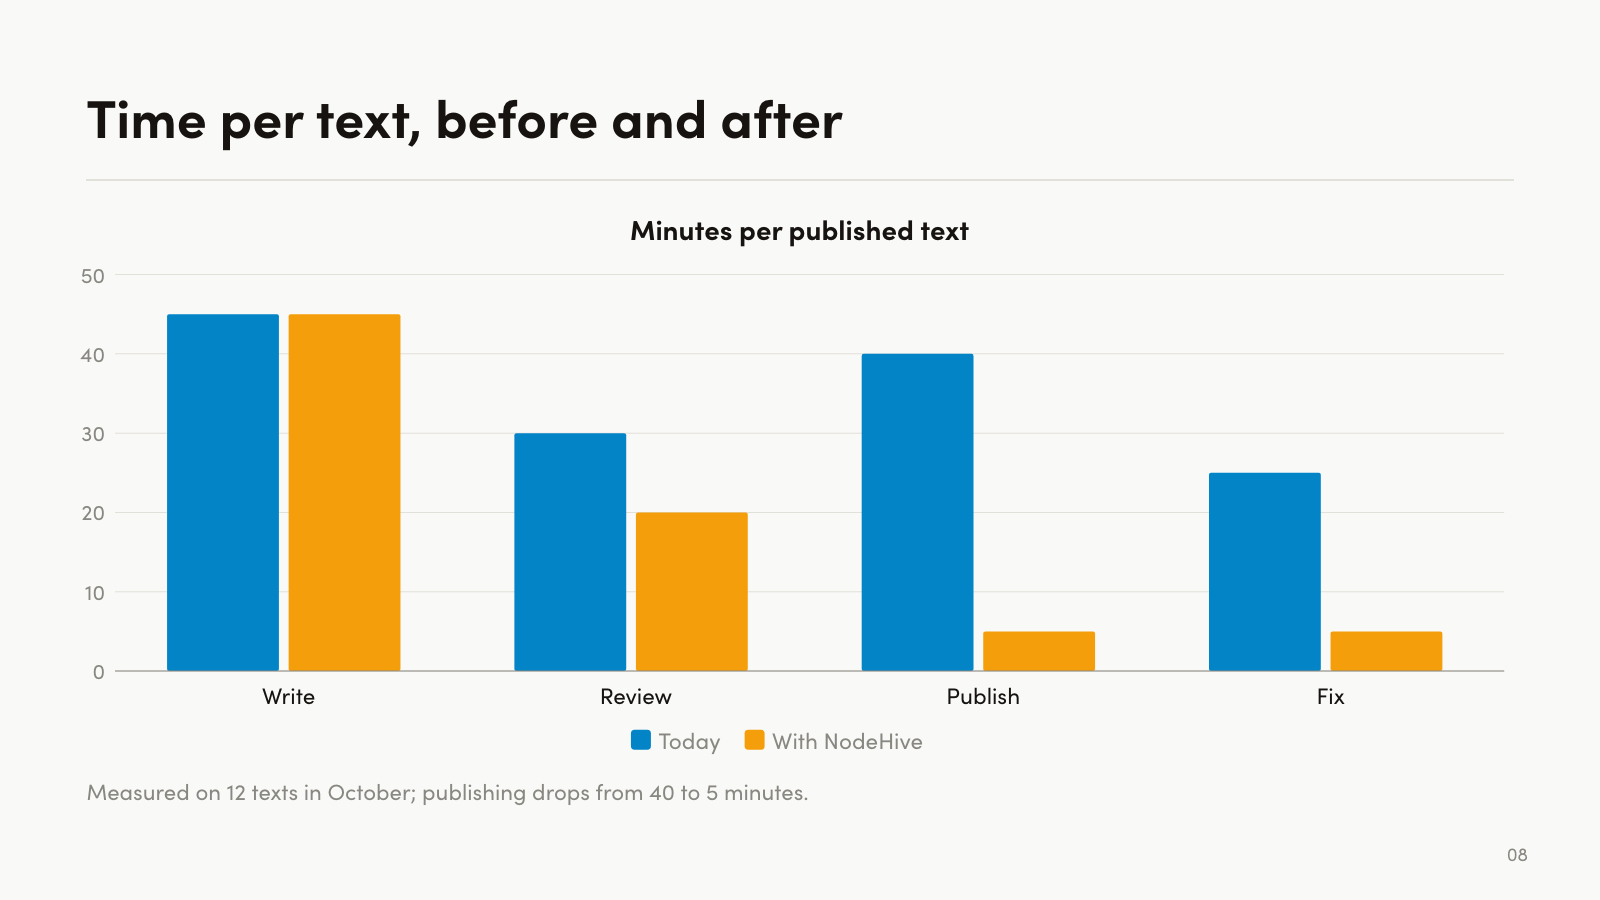 Time per text, before and after
Minutes per published text
50
40
30
20
10
0
Write
Review
Publish
Fix
Today
With NodeHive
Measured on 12 texts in October; publishing drops from 40 to 5 minutes.
08